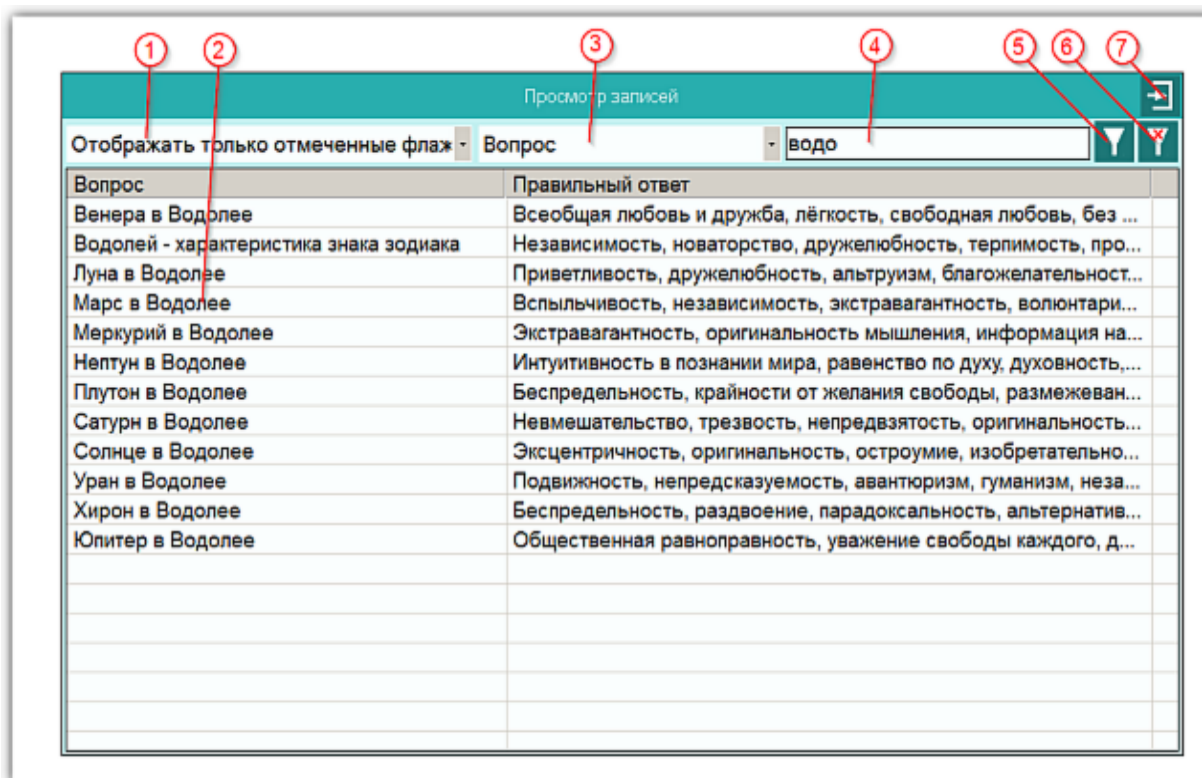 1 2 3 4 5 6 7
Просмотр записей
Отображать только отмеченные флаж Вопрос водо
Вопрос Правильный ответ
Венера в Водолее Всеобщая любовь и дружба, лёгкость, свободная любовь, без ...
Водолей - характеристика знака зодиака Независимость, новаторство, дружелюбность, терпимость, про...
Луна в Водолее Приветливость, дружелюбность, альтруизм, благожелательност...
Марс в Водолее Вспыльчивость, независимость, экстравагантность, волюнтари...
Меркурий в Водолее Экстравагантность, оригинальность мышления, информация на...
Нептун в Водолее Интуитивность в познании мира, равенство по духу, духовность,...
Плутон в Водолее Беспредельность, крайности от желания свободы, размежеван...
Сатурн в Водолее Невмешательство, трезвость, непредвзятость, оригинальность...
Солнце в Водолее Эксцентричность, оригинальность, остроумие, изобретательно...
Уран в Водолее Подвижность, непредсказуемость, авантюризм, гуманизм, неза...
Хирон в Водолее Беспредельность, раздвоение, парадоксальность, альтернатив...
Юпитер в Водолее Общественная равноправность, уважение свободы каждого, д...